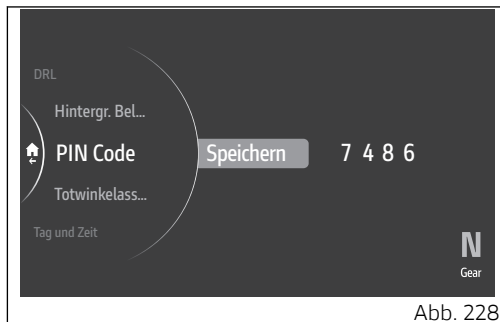 DRL
Hintergr. Bel...
PIN Code
Speichern
7 4 8 6
Totwinkelass...
Tag und Zeit
N
Gear
Abb. 228